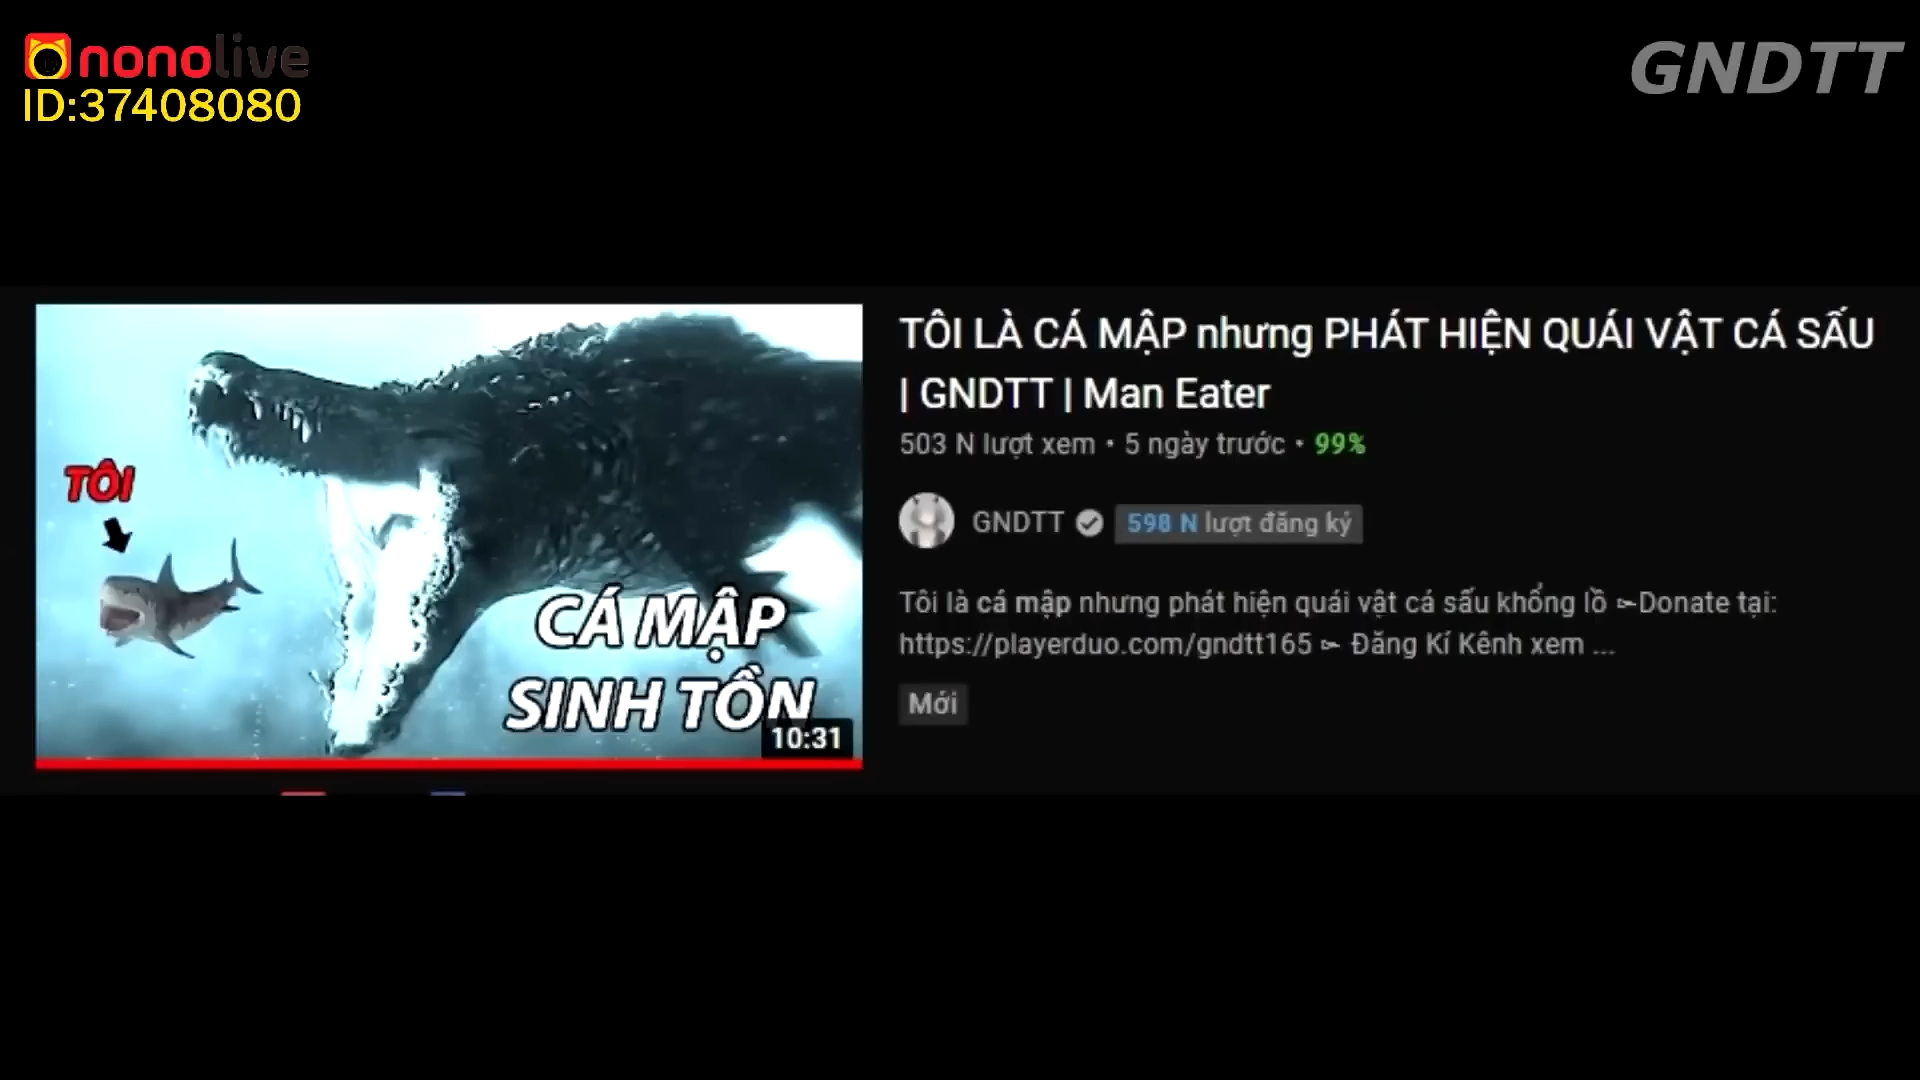 nonolive
ID:37408080
GNDTT
TÔI
CÁ MẬP
SINH TỒN
10:31
TÔI LÀ CÁ MẬP nhưng PHÁT HIỆN QUÁI VẬT CÁ SẤU
| GNDTT | Man Eater
503 N lượt xem • 5 ngày trước • 99%
GNDTT
598 N lượt đăng ký
Tôi là cá mập nhưng phát hiện quái vật cá sấu khổng lồ ➳Donate tại:
https://playerduo.com/gndtt165 ➳ Đăng Kí Kênh xem ...
Mới